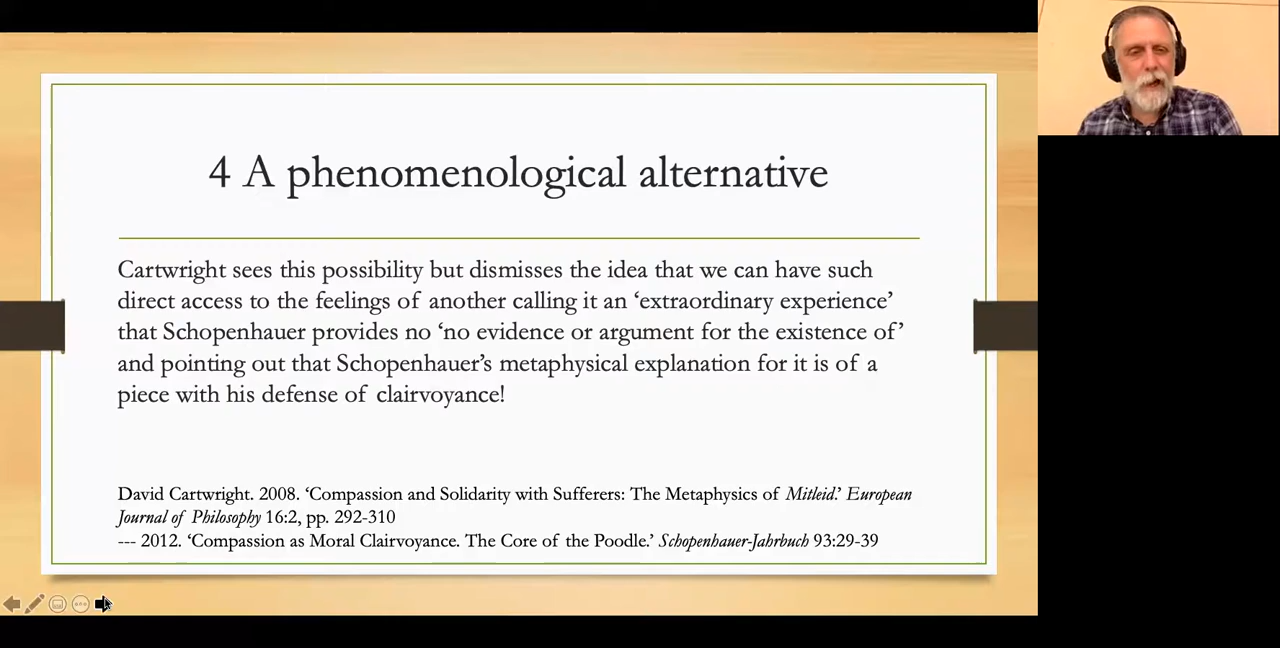 4 A phenomenological alternative
Cartwright sees this possibility but dismisses the idea that we can have such
direct access to the feelings of another calling it an ‘extraordinary experience’
that Schopenhauer provides no ‘no evidence or argument for the existence of’
and pointing out that Schopenhauer’s metaphysical explanation for it is of a
piece with his defense of clairvoyance!
David Cartwright. 2008. ‘Compassion and Solidarity with Sufferers: The Metaphysics of Mitleid.’ European
Journal of Philosophy 16:2, pp. 292-310
--- 2012. ‘Compassion as Moral Clairvoyance. The Core of the Poodle.’ Schopenhauer-Jahrbuch 93:29-39